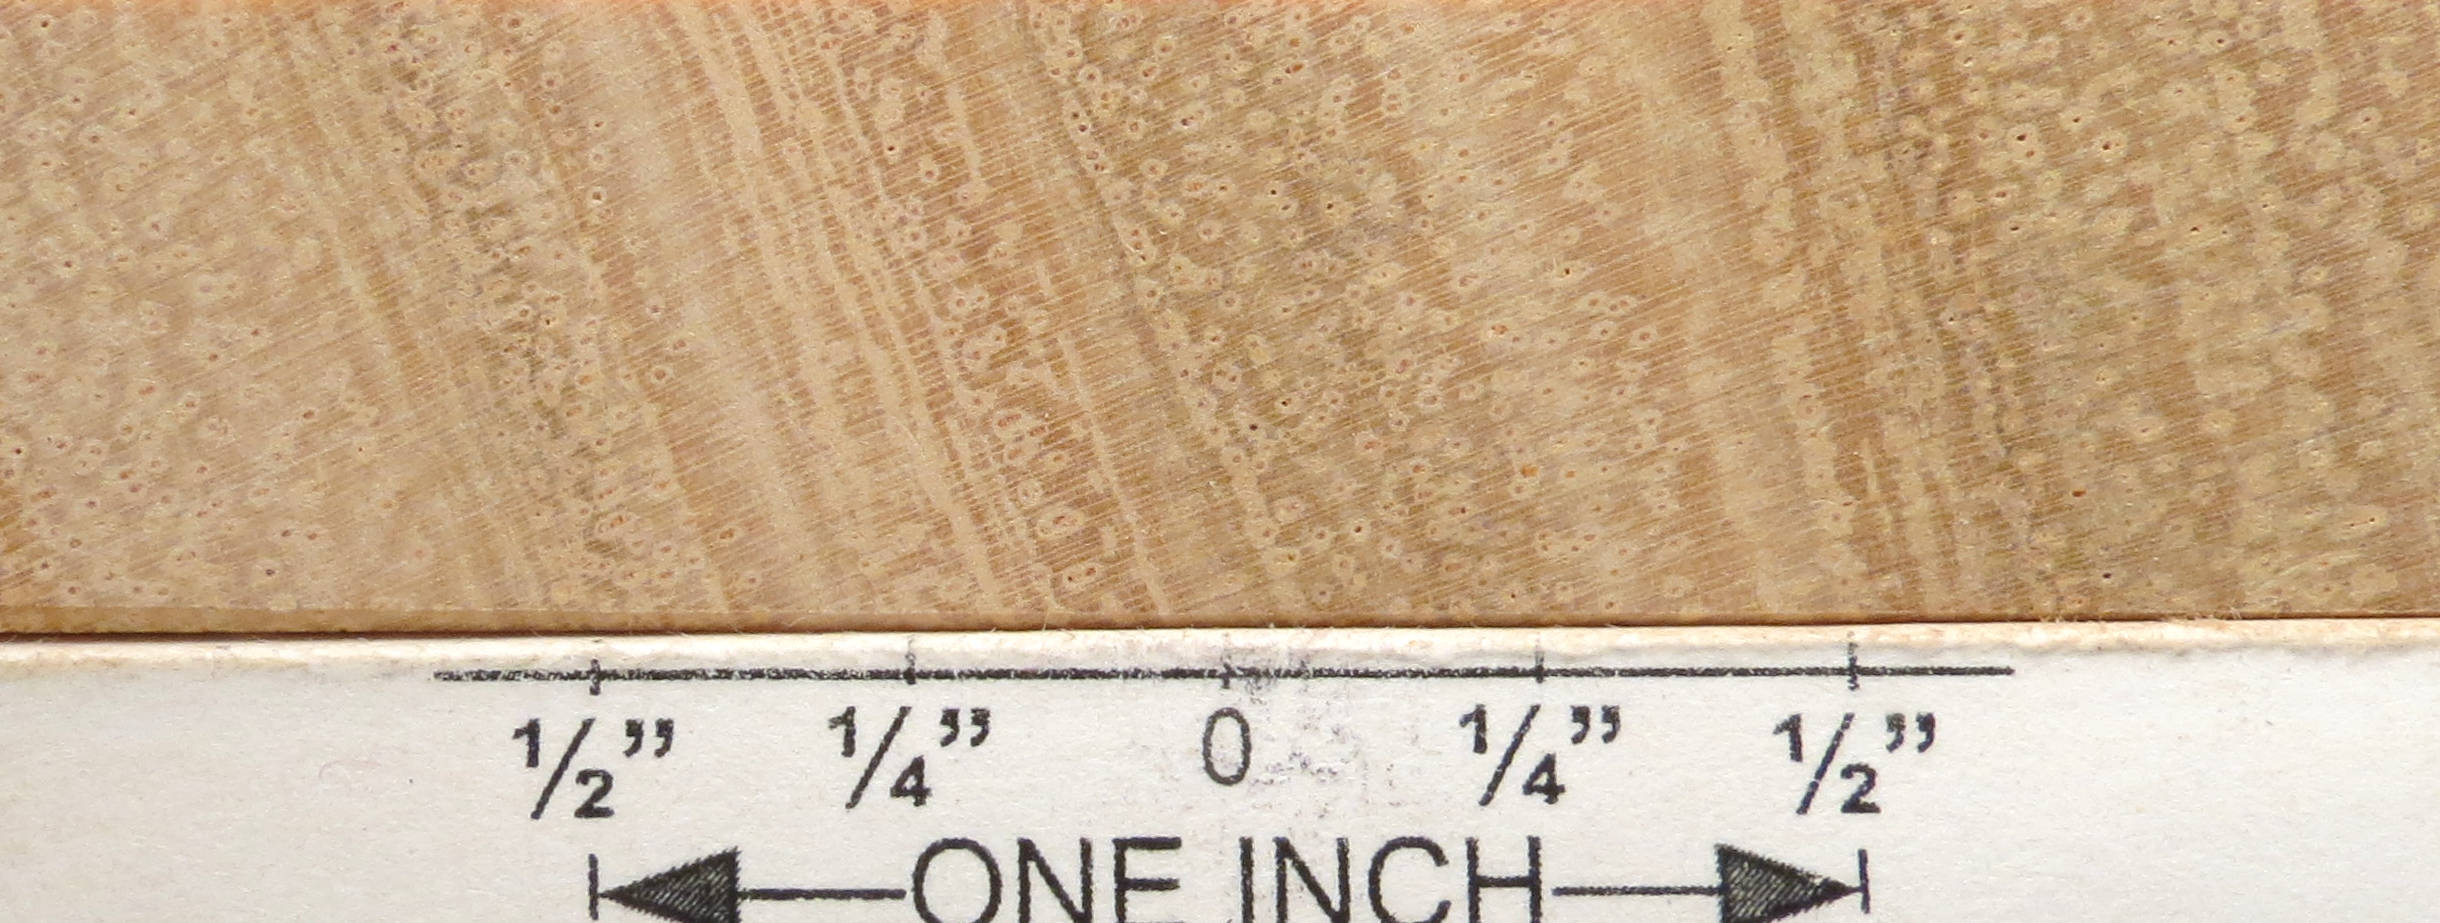 1/2” 1/4” 0 1/4” 1/2”
ONE INCH